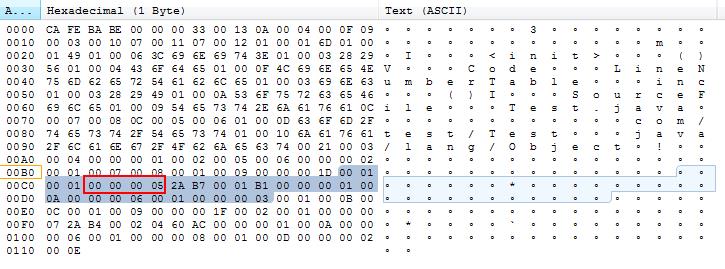 A... Hexadecimal (1 Byte) Text (ASCII)
0000 CA FE BA BE 00 00 00 33 00 13 0A 00 04 00 0F 09 ∘ ∘ ∘ ∘ ∘ ∘ ∘ 3 ∘ ∘ ∘ ∘ ∘ ∘ ∘ ∘
0010 00 03 00 10 07 00 11 07 00 12 01 00 01 6D 01 00 ∘ ∘ ∘ ∘ ∘ ∘ ∘ ∘ ∘ ∘ ∘ ∘ ∘ m ∘ ∘
0020 01 49 01 00 06 3C 69 6E 69 74 3E 01 00 03 28 29 ∘ I ∘ ∘ ∘ < i n i t > ∘ ∘ ∘ ( )
0030 56 01 00 04 43 6F 64 65 01 00 0F 4C 69 6E 65 4E V ∘ ∘ ∘ C o d e ∘ ∘ ∘ L i n e N
0040 75 6D 62 65 72 54 61 62 6C 65 01 00 03 69 6E 63 u m b e r T a b l e ∘ ∘ ∘ i n c
0050 01 00 03 28 29 49 01 00 0A 53 6F 75 72 63 65 46 ∘ ∘ ∘ ( ) I ∘ ∘ ∘ S o u r c e F
0060 69 6C 65 01 00 09 54 65 73 74 2E 6A 61 76 61 0C i l e ∘ ∘ ∘ T e s t . j a v a ∘
0070 00 07 00 08 0C 00 05 00 06 01 00 0D 63 6F 6D 2F ∘ ∘ ∘ ∘ ∘ ∘ ∘ ∘ ∘ ∘ ∘ ∘ c o m /
0080 74 65 73 74 2F 54 65 73 74 01 00 10 6A 61 76 61 t e s t / T e s t ∘ ∘ ∘ j a v a
0090 2F 6C 61 6E 67 2F 4F 62 6A 65 63 74 00 21 00 03 / l a n g / O b j e c t ∘ ! ∘ ∘
00A0 00 04 00 00 00 01 00 02 00 05 00 06 00 00 00 02 ∘ ∘ ∘ ∘ ∘ ∘ ∘ ∘ ∘ ∘ ∘ ∘ ∘ ∘ ∘ ∘
00B0 00 01 00 07 00 08 00 01 00 09 00 00 00 1D 00 01 ∘ ∘ ∘ ∘ ∘ ∘ ∘ ∘ ∘ ∘ ∘ ∘ ∘ ∘ ∘ ∘
00C0 00 01 00 00 00 05 2A B7 00 01 B1 00 00 00 01 00 ∘ ∘ ∘ ∘ ∘ ∘ * ∘ ∘ ∘ ∘ ∘ ∘ ∘ ∘ ∘
00D0 0A 00 00 00 06 00 01 00 00 00 03 00 01 00 0B 00 ∘ ∘ ∘ ∘ ∘ ∘ ∘ ∘ ∘ ∘ ∘ ∘ ∘ ∘ ∘ ∘
00E0 0C 00 01 00 09 00 00 00 1F 00 02 00 01 00 00 00 ∘ ∘ ∘ ∘ ∘ ∘ ∘ ∘ ∘ ∘ ∘ ∘ ∘ ∘ ∘ ∘
00F0 07 2A B4 00 02 04 60 AC 00 00 00 01 00 0A 00 00 ∘ * ∘ ∘ ∘ ∘ ` ∘ ∘ ∘ ∘ ∘ ∘ ∘ ∘ ∘
0100 00 06 00 01 00 00 00 08 00 01 00 0D 00 00 00 02 ∘ ∘ ∘ ∘ ∘ ∘ ∘ ∘ ∘ ∘ ∘ ∘ ∘ ∘ ∘ ∘
0110 00 0E ∘ ∘